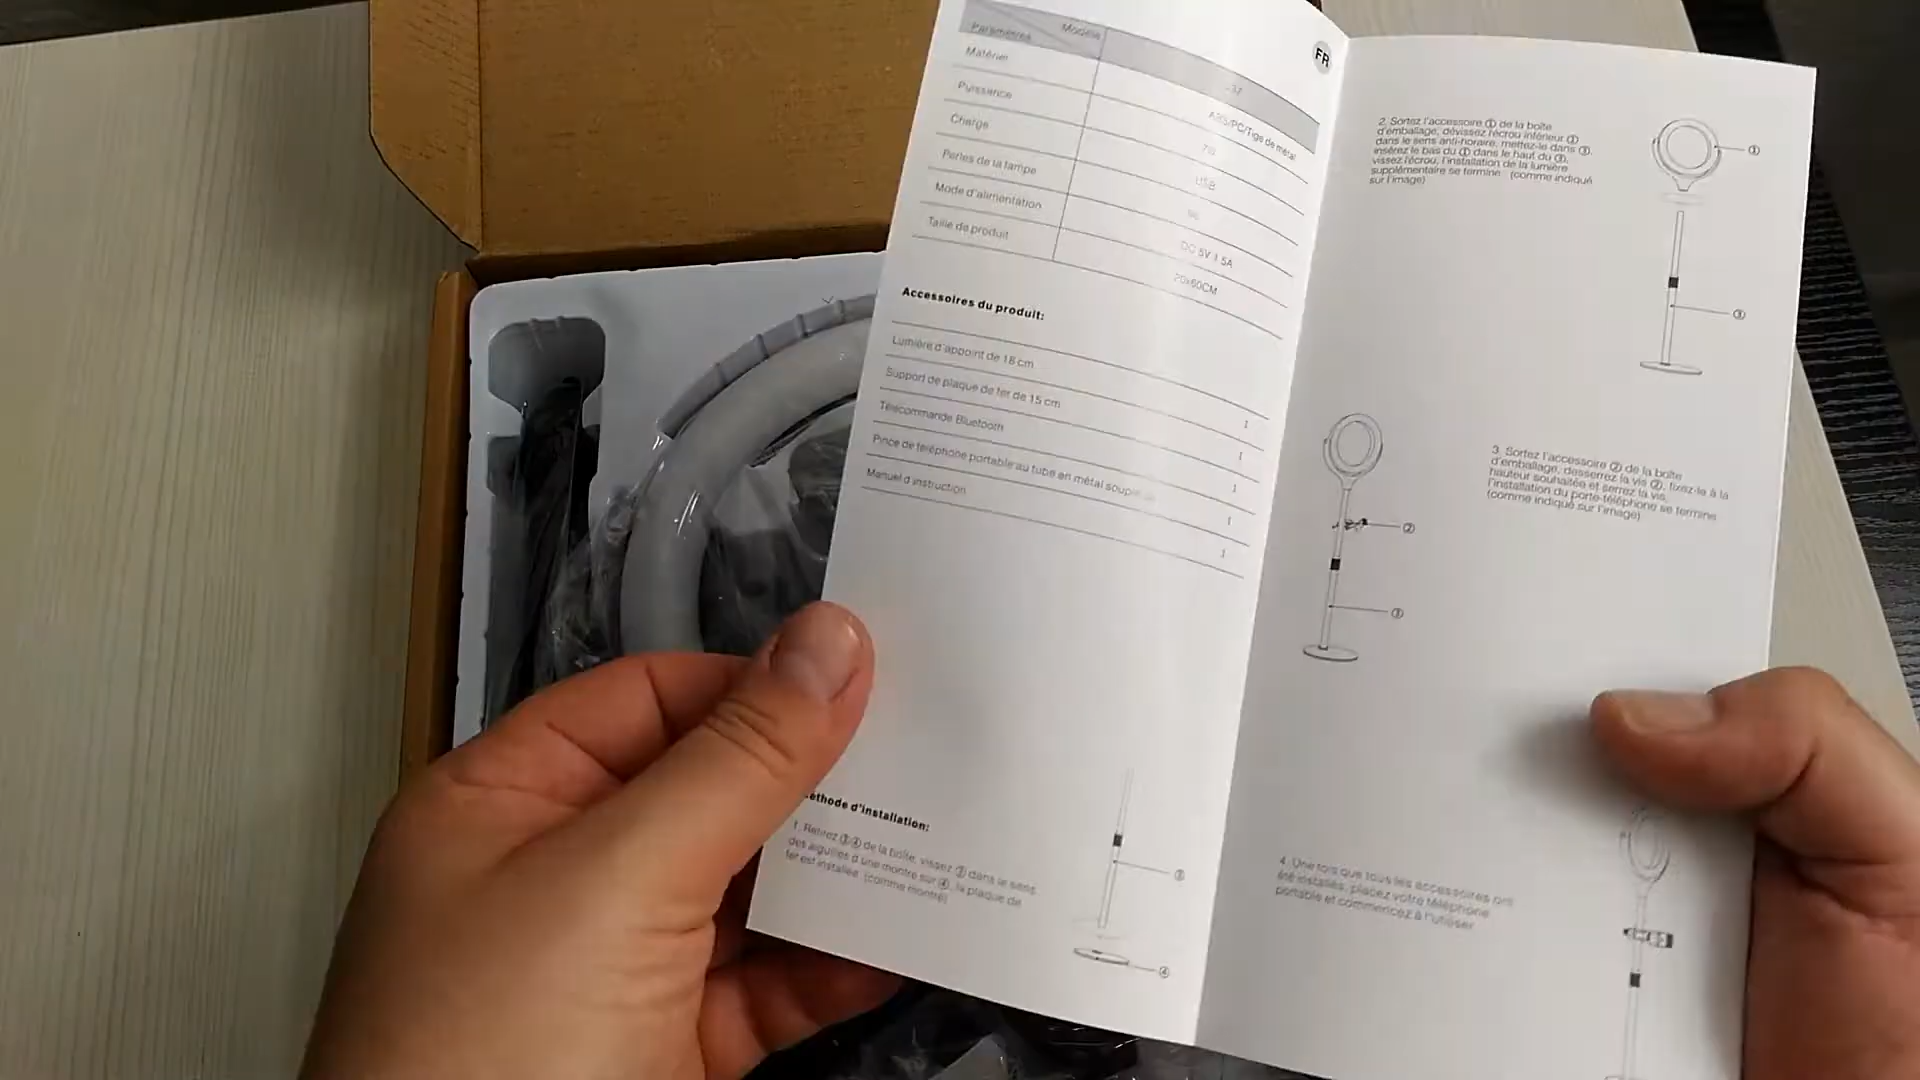 Paramètres
Modèle
Matériel
ABS/PC/Tige de métal
Puissance
Charge
USB
Perles de la lampe
Mode d'alimentation
DC 5V 1.5A
Taille de produit
20x60CM
Accessoires du produit:
Lumière d'appoint de 18 cm
1
Support de plaque de fer de 15 cm
1
Télécommande Bluetooth
1
Pince de téléphone portable au tube en métal souple
1
Manuel d'instruction
1
éthode d'installation:
1. Retirez ③④ de la boîte, vissez ③ dans le sens
des aiguilles d'une montre sur ④, la plaque de
fer est installée. (comme montré)
③
④
FR
2. Sortez l'accessoire ① de la boîte
d'emballage, dévissez l'écrou inférieur ①
dans le sens anti-horaire, mettez-le dans ③,
insérez le bas du ① dans le haut du ③,
vissez l'écrou, l'installation de la lumière
supplémentaire se termine (comme indiqué
sur l'image)
①
③
3. Sortez l'accessoire ② de la boîte
d'emballage, desserrez la vis ②, fixez-le à la
hauteur souhaitée et serrez la vis,
l'installation du porte-téléphone se termine
(comme indiqué sur l'image)
②
③
4. Une fois que tous les accessoires ont
été installés, placez votre téléphone
portable et commencez à l'utiliser